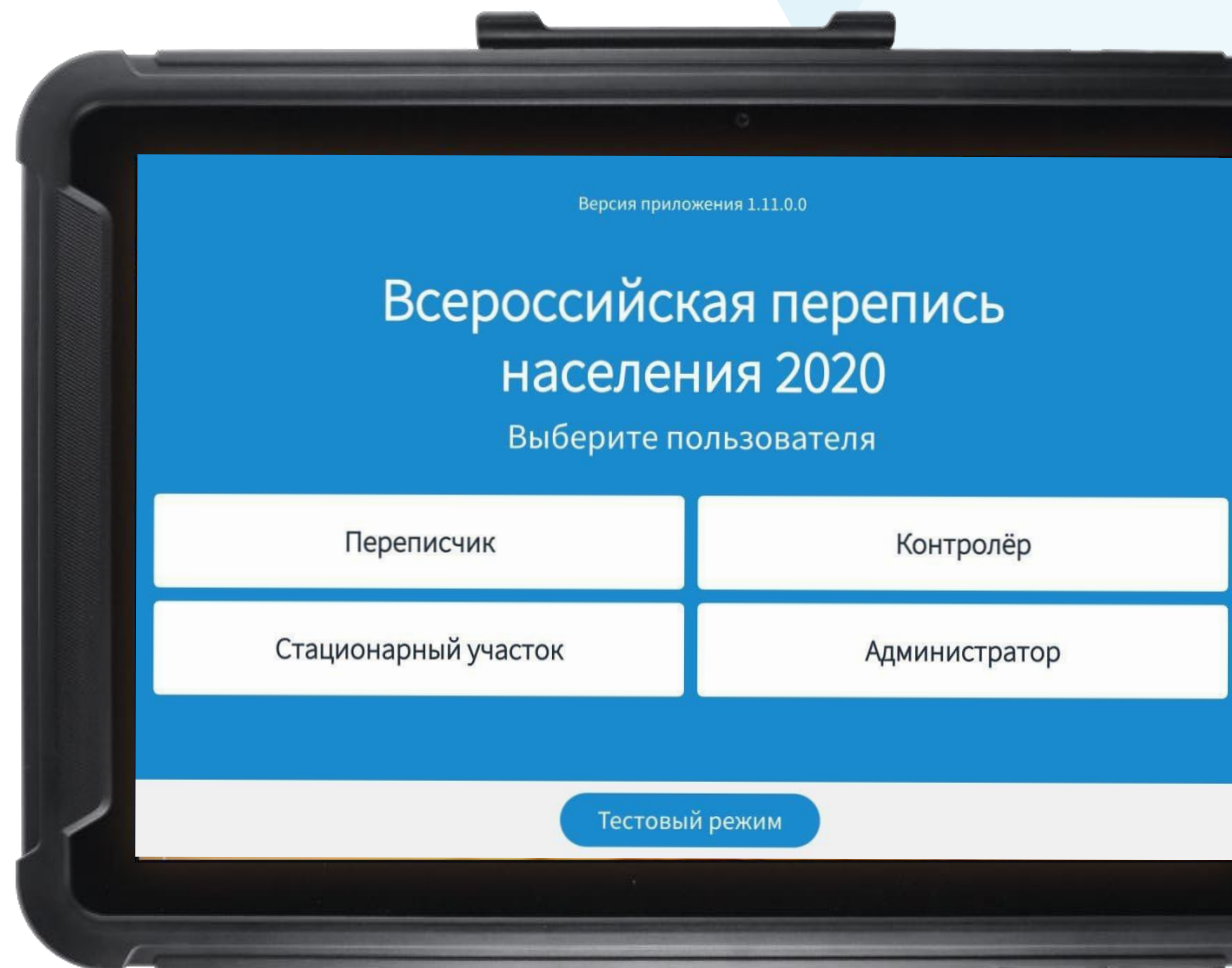 Версия приложения 1.11.0.0
Всероссийская перепись
населения 2020
Выберите пользователя
Переписчик
Контролёр
Стационарный участок
Администратор
Тестовый режим